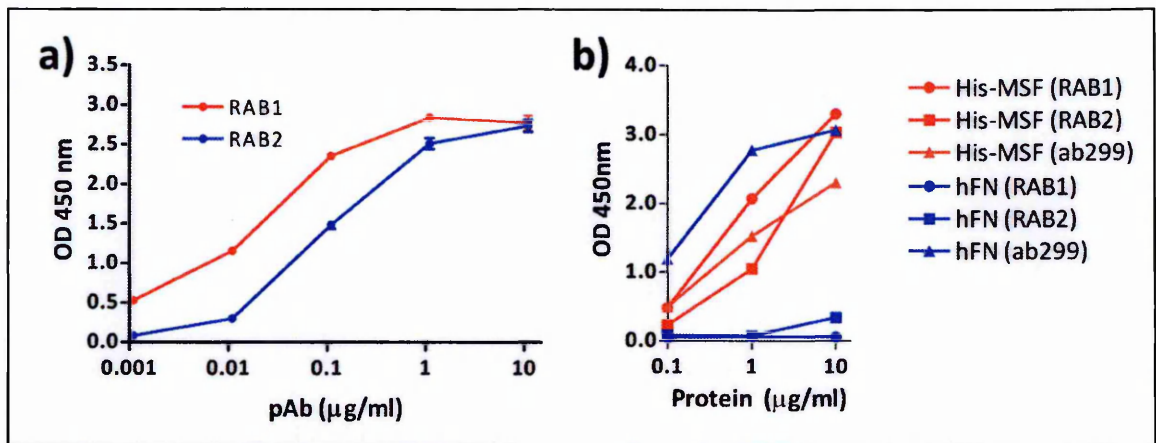 a)
3.5
3.0
2.5
2.0
1.5
1.0
0.5
0.0
OD 450 nm
RAB1
RAB2
0.001
0.01
0.1
1
10
pAb (μg/ml)
b)
4.0
3.0
2.0
1.0
0.0
OD 450nm
0.1
1
10
Protein (μg/ml)
His-MSF (RAB1)
His-MSF (RAB2)
His-MSF (ab299)
hFN (RAB1)
hFN (RAB2)
hFN (ab299)